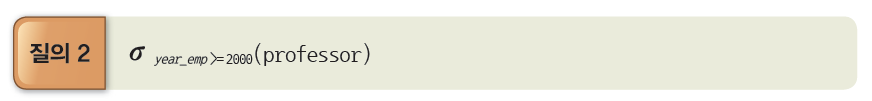 질의 2
σ year_emp >= 2000(professor)